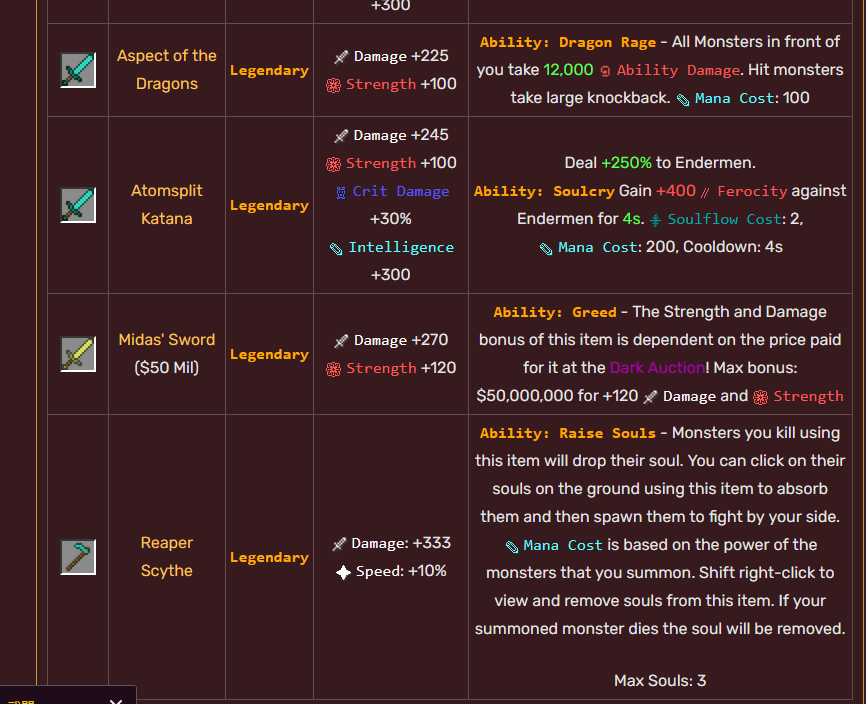 +300
Aspect of the
Dragons
Legendary
Damage +225
Strength +100
Ability: Dragon Rage - All Monsters in front of
you take 12,000 Ability Damage. Hit monsters
take large knockback. Mana Cost: 100
Atomsplit
Katana
Legendary
Damage +245
Strength +100
Crit Damage
+30%
Intelligence
+300
Deal +250% to Endermen.
Ability: Soulcry Gain +400 Ferocity against
Endermen for 4s. Soulflow Cost: 2,
Mana Cost: 200, Cooldown: 4s
Midas' Sword
($50 Mil)
Legendary
Damage +270
Strength +120
Ability: Greed - The Strength and Damage
bonus of this item is dependent on the price paid
for it at the Dark Auction! Max bonus:
$50,000,000 for +120 Damage and Strength
Reaper
Scythe
Legendary
Damage: +333
Speed: +10%
Ability: Raise Souls - Monsters you kill using
this item will drop their soul. You can click on their
souls on the ground using this item to absorb
them and then spawn them to fight by your side.
Mana Cost is based on the power of the
monsters that you summon. Shift right-click to
view and remove souls from this item. If your
summoned monster dies the soul will be removed.
Max Souls: 3